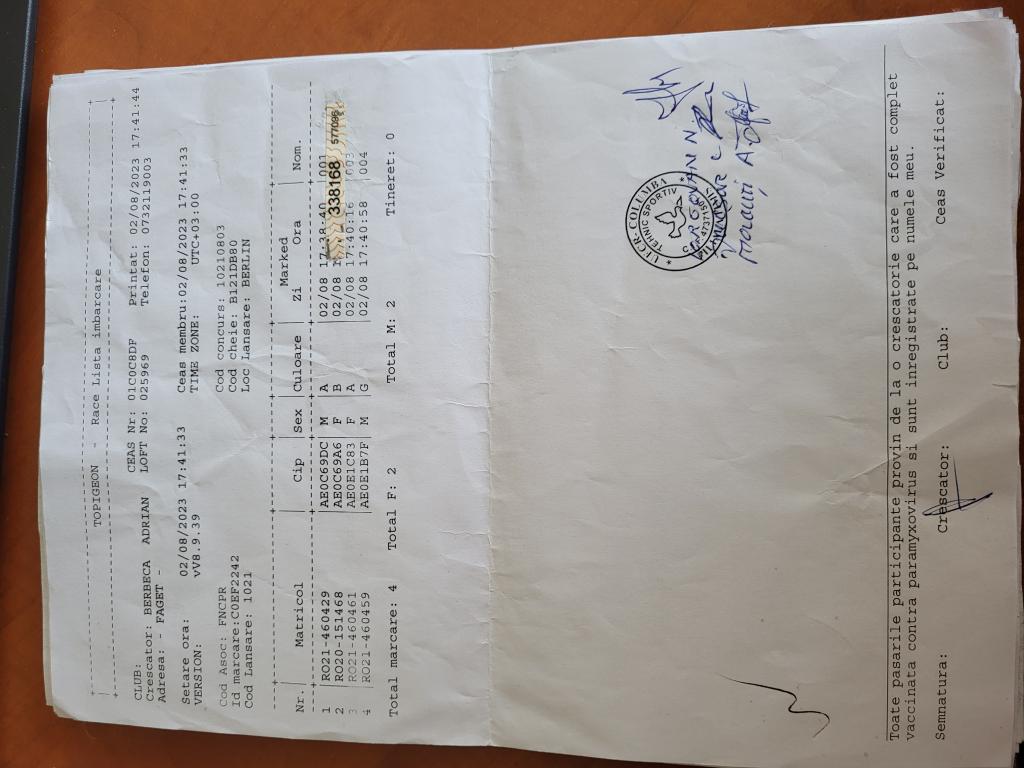 TOPIGEON - Race Lista imbarcare
CLUB:
Crescator: BERBECA ADRIAN CEAS Nr: 01C0C8DF Printat: 02/08/2023 17:41:44
Adresa: - FAGET - LOFT No: 025969 Telefon: 0732119003
Setare ora: 02/08/2023 17:41:33 Ceas membru:02/08/2023 17:41:33
VERSION: vV8.9.39 TIME ZONE: UTC+03:00
Cod Asoc: FNCPR Cod concurs: 10210803
Id marcare:C0EF2242 Cod cheie: B121DB80
Cod Lansare: 1021 Loc Lansare: BERLIN
Marked
Nr. Matricol Cip Sex Culoare Zi Ora Nom.
1 RO21-460429 AE0C69DC M A 02/08 17:38:40 001
2 RO20-151468 AE0C69A6 F B 02/08
338168 577096
3 RO21-460461 AE0E1C83 F A 02/08 17:40:16 003
4 RO21-460459 AE0E1B7F M G 02/08 17:40:58 004
Total marcare: 4 Total F: 2 Total M: 2 Tineret: 0
UFCR COLUMBA
TEHNIC SPORTIV
Toate pasarile participante provin de la o crescatorie care a fost complet
vaccinata contra paramyxovirus si sunt inregistrate pe numele meu.
Semnatura: Crescator: Club: Ceas Verificat: